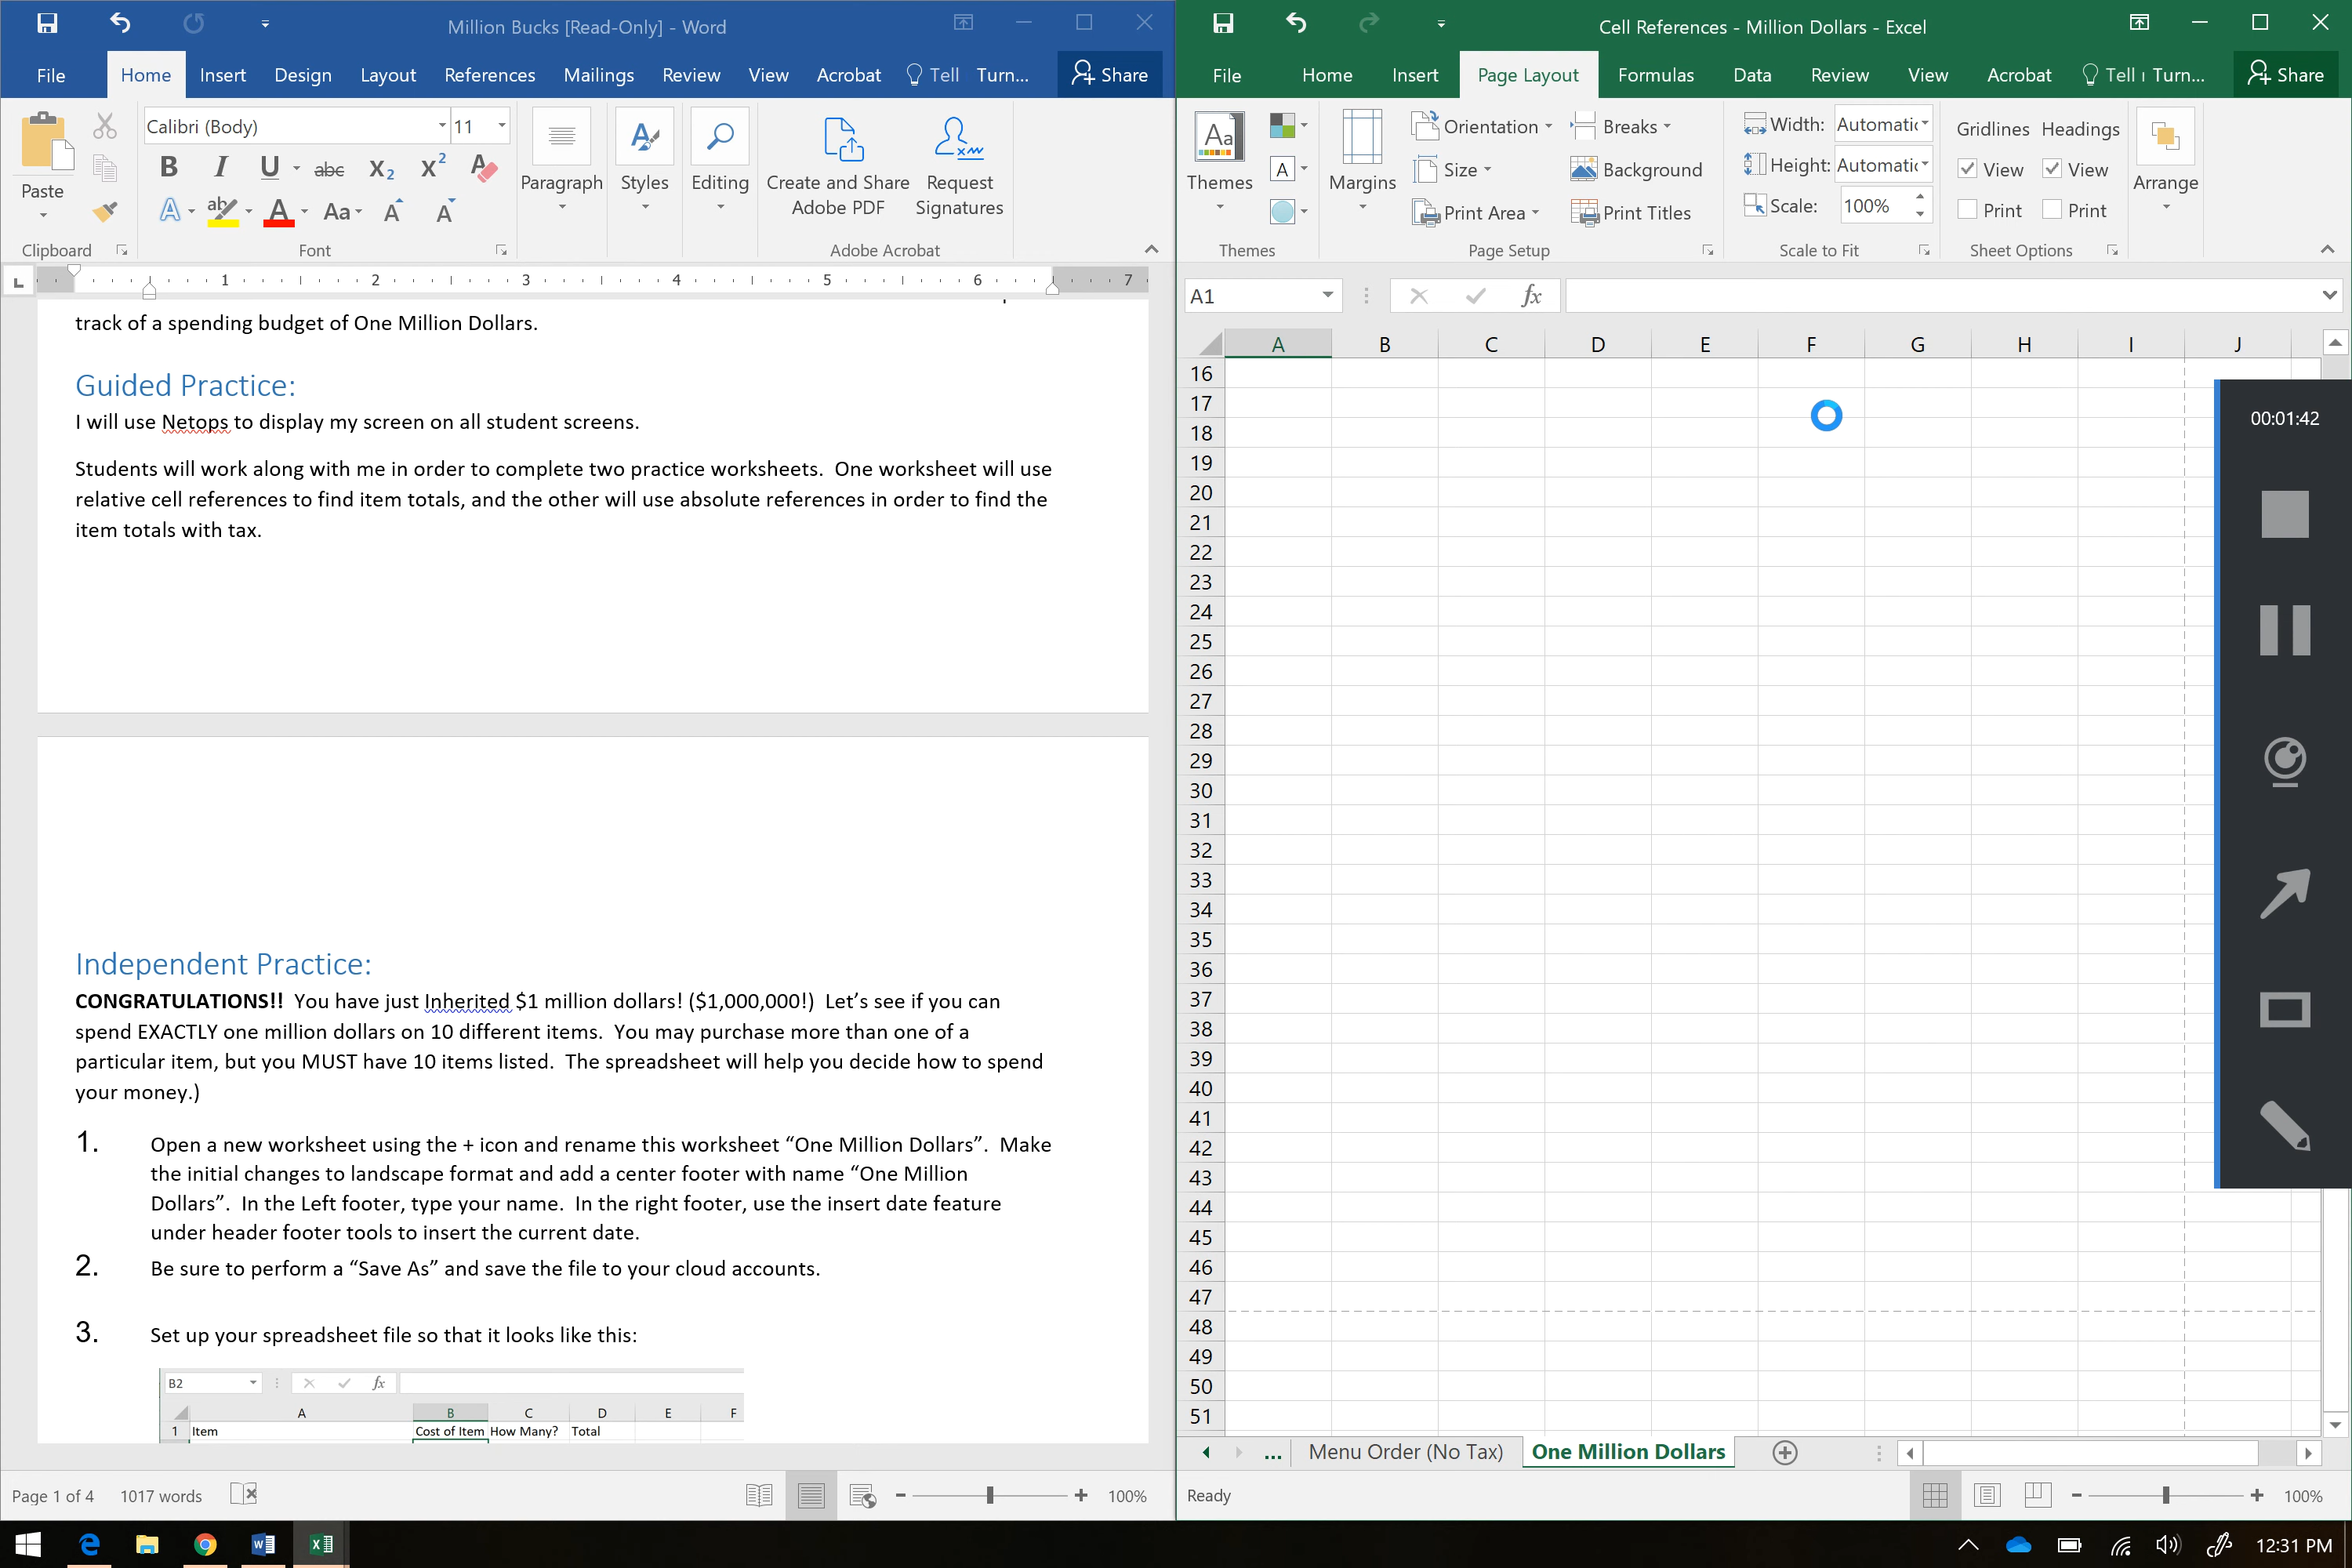 Million Bucks [Read-Only] - Word
File Home Insert Design Layout References Mailings Review View Acrobat Tell Turn... Share
Calibri (Body) 11
Paste
B I U abc X2 X2
A ab A Aa A A
Paragraph
Styles
Editing
Create and Share
Adobe PDF
Request
Signatures
Clipboard Font Adobe Acrobat
L 1 2 3 4 5 6 7
track of a spending budget of One Million Dollars.
Guided Practice:
I will use Netops to display my screen on all student screens.
Students will work along with me in order to complete two practice worksheets. One worksheet will use
relative cell references to find item totals, and the other will use absolute references in order to find the
item totals with tax.
Independent Practice:
CONGRATULATIONS!! You have just Inherited $1 million dollars! ($1,000,000!) Let’s see if you can
spend EXACTLY one million dollars on 10 different items. You may purchase more than one of a
particular item, but you MUST have 10 items listed. The spreadsheet will help you decide how to spend
your money.)
1. Open a new worksheet using the + icon and rename this worksheet “One Million Dollars”. Make
the initial changes to landscape format and add a center footer with name “One Million
Dollars”. In the Left footer, type your name. In the right footer, use the insert date feature
under header footer tools to insert the current date.
2. Be sure to perform a “Save As” and save the file to your cloud accounts.
3. Set up your spreadsheet file so that it looks like this:
B2 fx
A B C D E F
1 Item Cost of Item How Many? Total
Page 1 of 4 1017 words 100%
Cell References - Million Dollars - Excel
File Home Insert Page Layout Formulas Data Review View Acrobat Tell Turn... Share
Aa
Themes
A
Margins
Orientation
Size
Print Area
Breaks
Background
Print Titles
Width: Automatic
Height: Automatic
Scale: 100%
Gridlines Headings
View View
Print Print
Arrange
Themes Page Setup Scale to Fit Sheet Options
A1 fx
A B C D E F G H I J
16
17
18
19
20
21
22
23
24
25
26
27
28
29
30
31
32
33
34
35
36
37
38
39
40
41
42
43
44
45
46
47
48
49
50
51
00:01:42
... Menu Order (No Tax) One Million Dollars
Ready 100%
12:31 PM